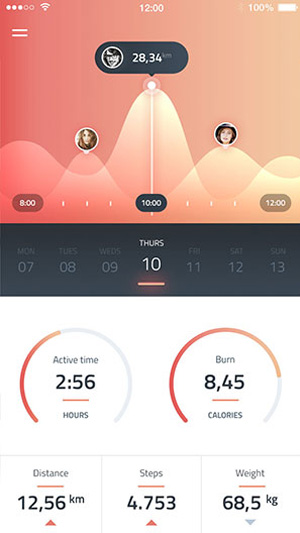 12:00
100%
28,34 km
8:00
10:00
12:00
THURS
MON TUES WEDS FRI SAT SUN
07 08 09 10 11 12 13
Active time
2:56
HOURS
Burn
8,45
CALORIES
Distance
12,56 km
Steps
4.753
Weight
68,5 kg